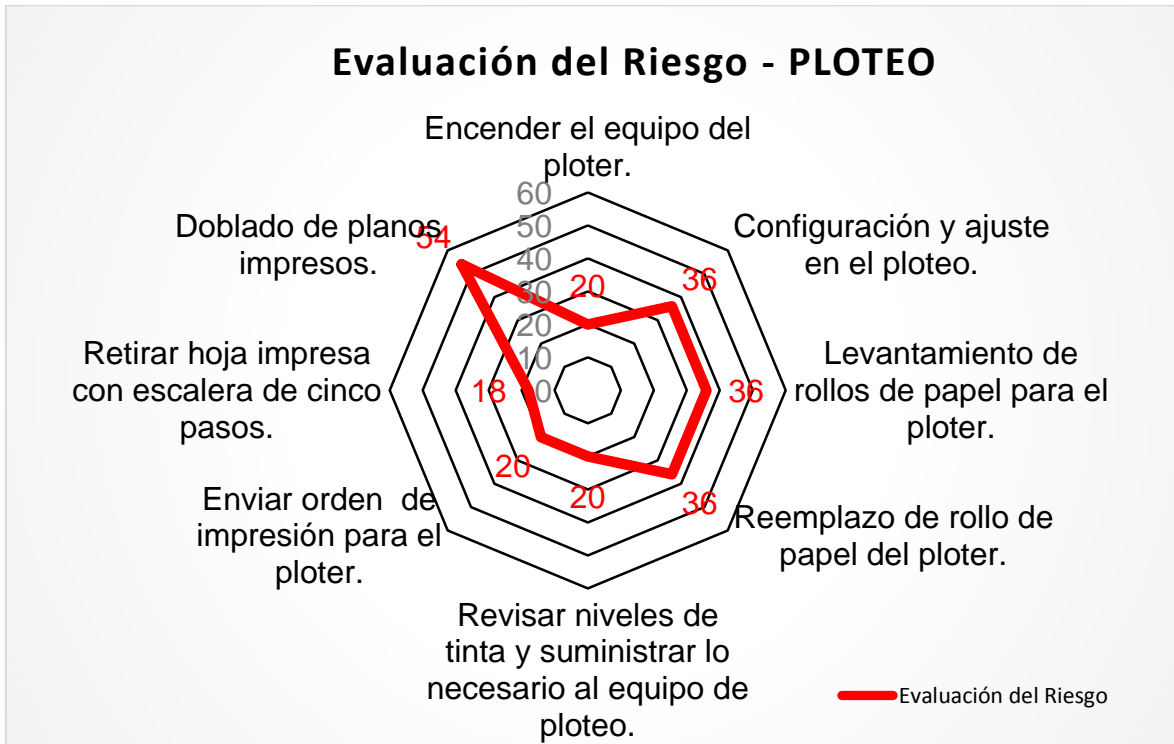 Evaluación del Riesgo - PLOTEO
Encender el equipo del
ploter.
Configuración y ajuste
en el ploteo.
Levantamiento de
rollos de papel para el
ploter.
Reemplazo de rollo de
papel del ploter.
Revisar niveles de
tinta y suministrar lo
necesario al equipo de
ploteo.
Enviar orden  de
impresión para el
ploter.
Retirar hoja impresa
con escalera de cinco
pasos.
Doblado de planos
impresos.
60
50
40
30
20
10
0
20
36
36
36
20
20
18
54
Evaluación del Riesgo